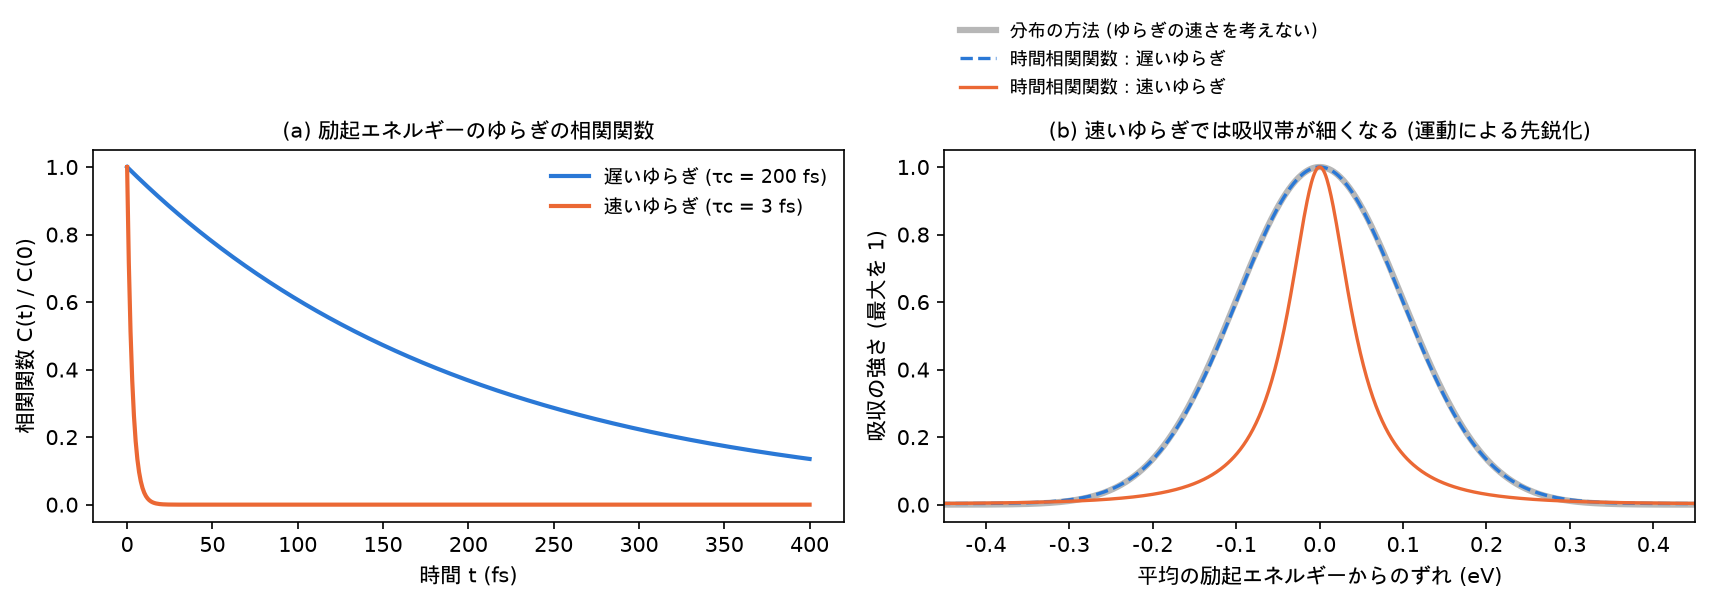 (a) 励起エネルギーのゆらぎの相関関数
相関関数 C(t) / C(0)
1.0
0.8
0.6
0.4
0.2
0.0
遅いゆらぎ (τc = 200 fs)
速いゆらぎ (τc = 3 fs)
0 50 100 150 200 250 300 350 400
時間 t (fs)
分布の方法 (ゆらぎの速さを考えない)
時間相関関数：遅いゆらぎ
時間相関関数：速いゆらぎ
(b) 速いゆらぎでは吸収帯が細くなる (運動による先鋭化)
吸収の強さ (最大を 1)
1.0
0.8
0.6
0.4
0.2
0.0
-0.4 -0.3 -0.2 -0.1 0.0 0.1 0.2 0.3 0.4
平均の励起エネルギーからのずれ (eV)